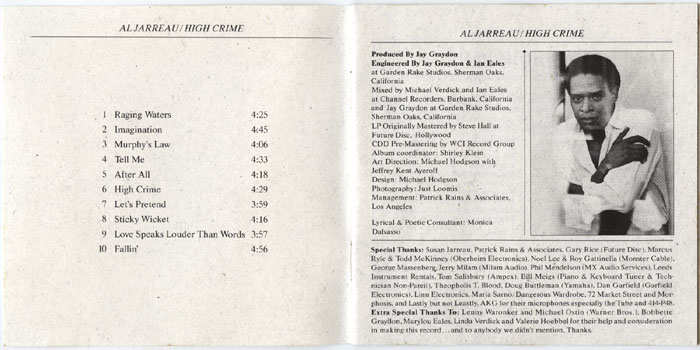 AL JARREAU/HIGH CRIME
1 Raging Waters 4:25
2 Imagination 4:45
3 Murphy's Law 4:06
4 Tell Me 4:33
5 After All 4:18
6 High Crime 4:29
7 Let's Pretend 3:59
8 Sticky Wicket 4:16
9 Love Speaks Louder Than Words 3:57
10 Fallin' 4:56
AL JARREAU/HIGH CRIME
Produced By Jay Graydon
Engineered By Jay Graydon & Ian Eales
at Garden Rake Studios, Sherman Oaks,
California
Mixed by Michael Verdick and Ian Eales
at Channel Recorders, Burbank, California
and Jay Graydon at Garden Rake Studios,
Sherman Oaks, California
LP Originally Mastered by Steve Hall at
Future Disc, Hollywood
CDD Pre-Mastering by WCI Record Group
Album coordinator: Shirley Klein
Art Direction: Michael Hodgson with
Jeffrey Kent Ayeroff
Design: Michael Hodgson
Photography: Just Loomis
Management: Patrick Rains & Associates,
Los Angeles
Lyrical & Poetic Consultant: Monica
Dalsasso
Special Thanks: Susan Jarreau, Patrick Rains & Associates, Gary Rice (Future Disc), Marcus
Ryle & Todd McKinney (Oberheim Electronics), Noel Lee & Roy Gattinella (Monster Cable),
George Massenberg, Jerry Milam (Milam Audio), Phil Mendelson (MX Audio Services), Leeds
Instrument Rentals, Tom Salisbury (Ampex), Bill Meigs (Piano & Keyboard Tuner & Tech-
nician Non-Pareil), Theopholis T. Blood, Doug Buttleman (Yamaha), Dan Garfield (Garfield
Electronics), Linn Electronics, Maria Sarno/Dangerous Wardrobe, 72 Market Street and Mor-
phosis, and Lastly but not Leastly, AKG for their microphones especially the Tube and 414-P48.
Extra Special Thanks To: Lenny Waronker and Michael Ostin (Warner Bros.), Bobbette
Graydon, Marylou Eales, Linda Verdick and Valerie Hoebbel for their help and consideration
in making this record...and to anybody we didn't mention, Thanks.